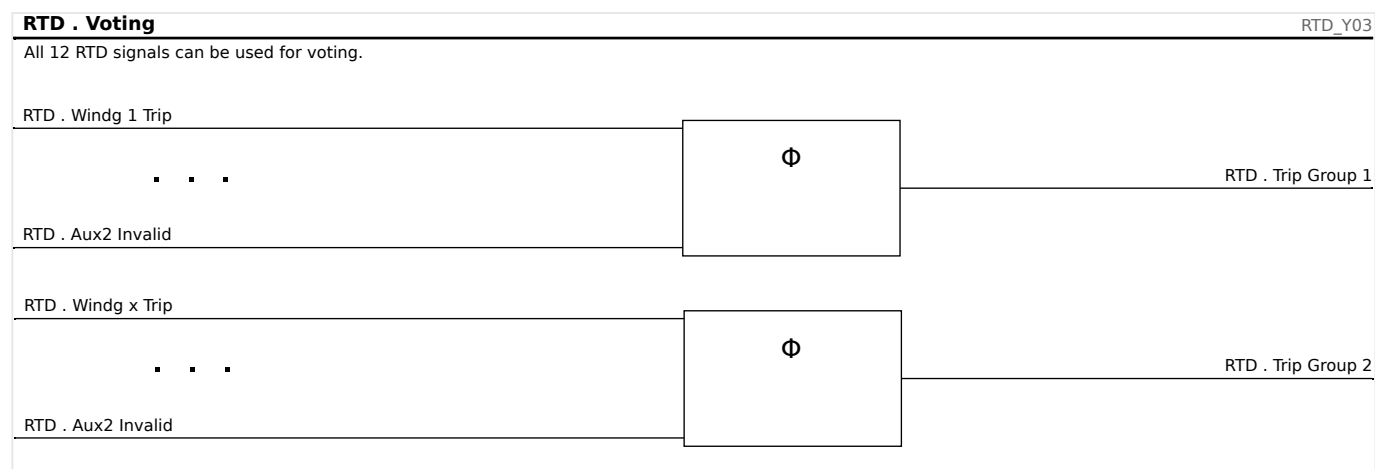 RTD . Voting RTD_Y03
All 12 RTD signals can be used for voting.
RTD . Windg 1 Trip
Φ
. . .
RTD . Trip Group 1
RTD . Aux2 Invalid
RTD . Windg x Trip
Φ
. . .
RTD . Trip Group 2
RTD . Aux2 Invalid